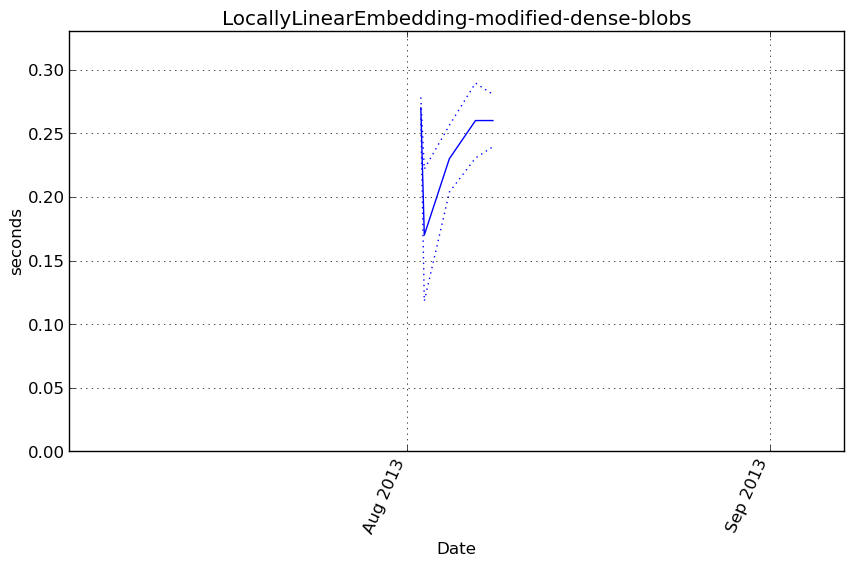 LocallyLinearEmbedding-modified-dense-blobs
0.30
0.25
0.20
0.15
0.10
0.05
0.00
seconds
Aug 2013
Sep 2013
Date